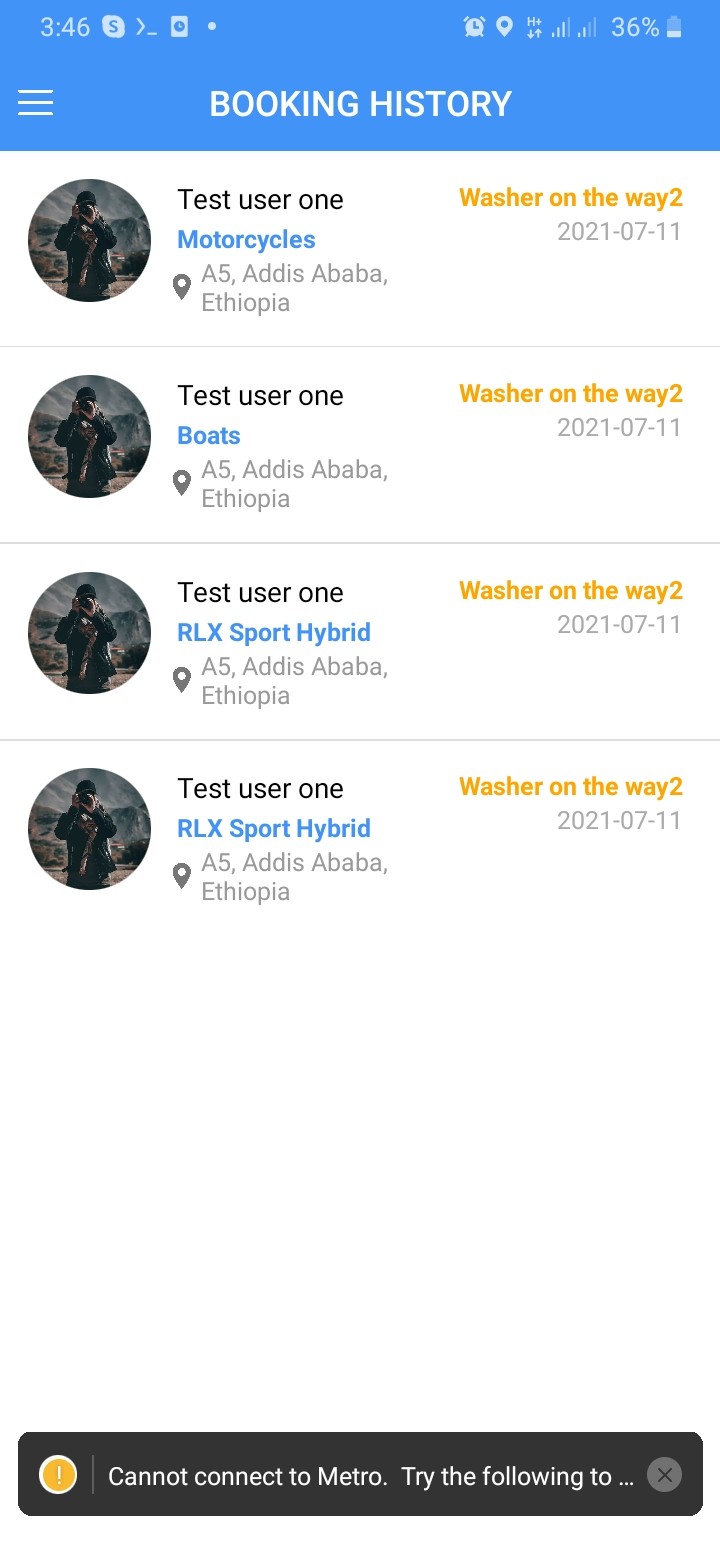 3:46 36%
BOOKING HISTORY
Test user one
Washer on the way2
Motorcycles
2021-07-11
A5, Addis Ababa,
Ethiopia
Test user one
Washer on the way2
Boats
2021-07-11
A5, Addis Ababa,
Ethiopia
Test user one
Washer on the way2
RLX Sport Hybrid
2021-07-11
A5, Addis Ababa,
Ethiopia
Test user one
Washer on the way2
RLX Sport Hybrid
2021-07-11
A5, Addis Ababa,
Ethiopia
Cannot connect to Metro.  Try the following to ...